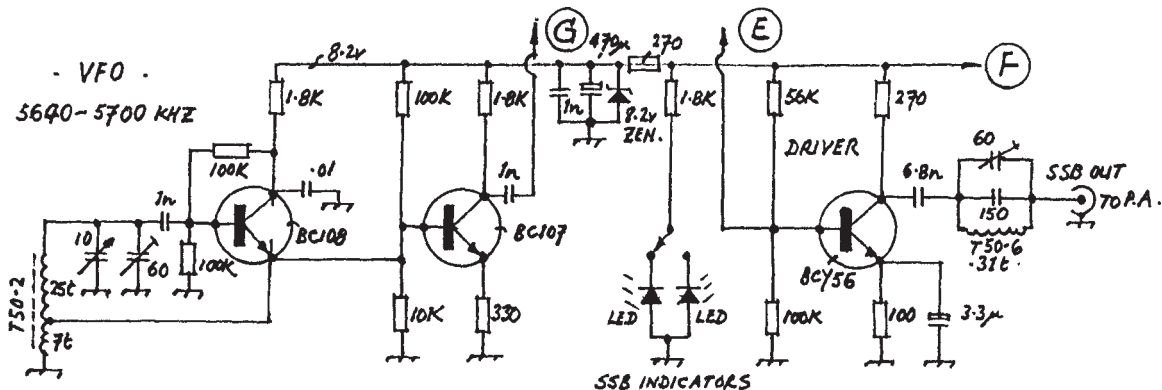 G
E
F
· VFO ·
5640-5700 KHZ
8.2v
470µ
270
1.8K
100K
1.8K
1n
8.2v
ZEN.
1.8K
56K
270
DRIVER
60
SSB OUT
TO P.A.
6.8n
150
T50-6
·31t·
100K
.01
1n
1n
BC108
BC107
BCY56
10
60
100K
T50-2
25t
7t
10K
330
LED
LED
100K
100
3.3µ
SSB INDICATORS